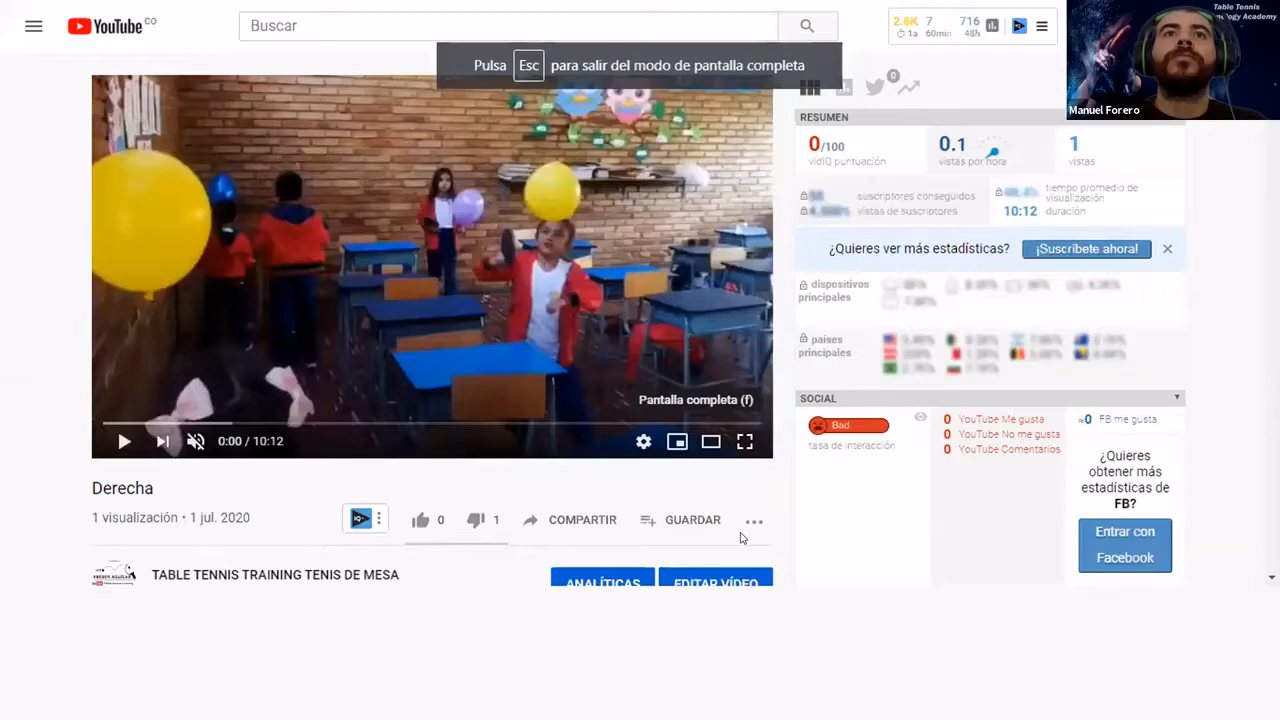 YouTube CO
Buscar
2.6K 7 716
1a 60min 48h
Table Tennis
nology Academy
Manuel Forero
Pulsa Esc para salir del modo de pantalla completa
0
RESUMEN
0/100
vidIQ puntuación
0.1
vistas por hora
1
vistas
suscriptores conseguidos
vistas de suscriptores
tiempo promedio de
visualización
10:12 duración
¿Quieres ver más estadísticas? ¡Suscríbete ahora!
dispositivos
principales
países
principales
SOCIAL
Bad
tasa de interacción
0 YouTube Me gusta
0 YouTube No me gusta
0 YouTube Comentarios
≈0 FB me gusta
¿Quieres
obtener más
estadísticas de
FB?
Entrar con
Facebook
Pantalla completa (f)
0:00 / 10:12
Derecha
1 visualización • 1 jul. 2020
IQ
0 1 COMPARTIR GUARDAR
TABLE TENNIS TRAINING TENIS DE MESA
ANALÍTICAS EDITAR VÍDEO